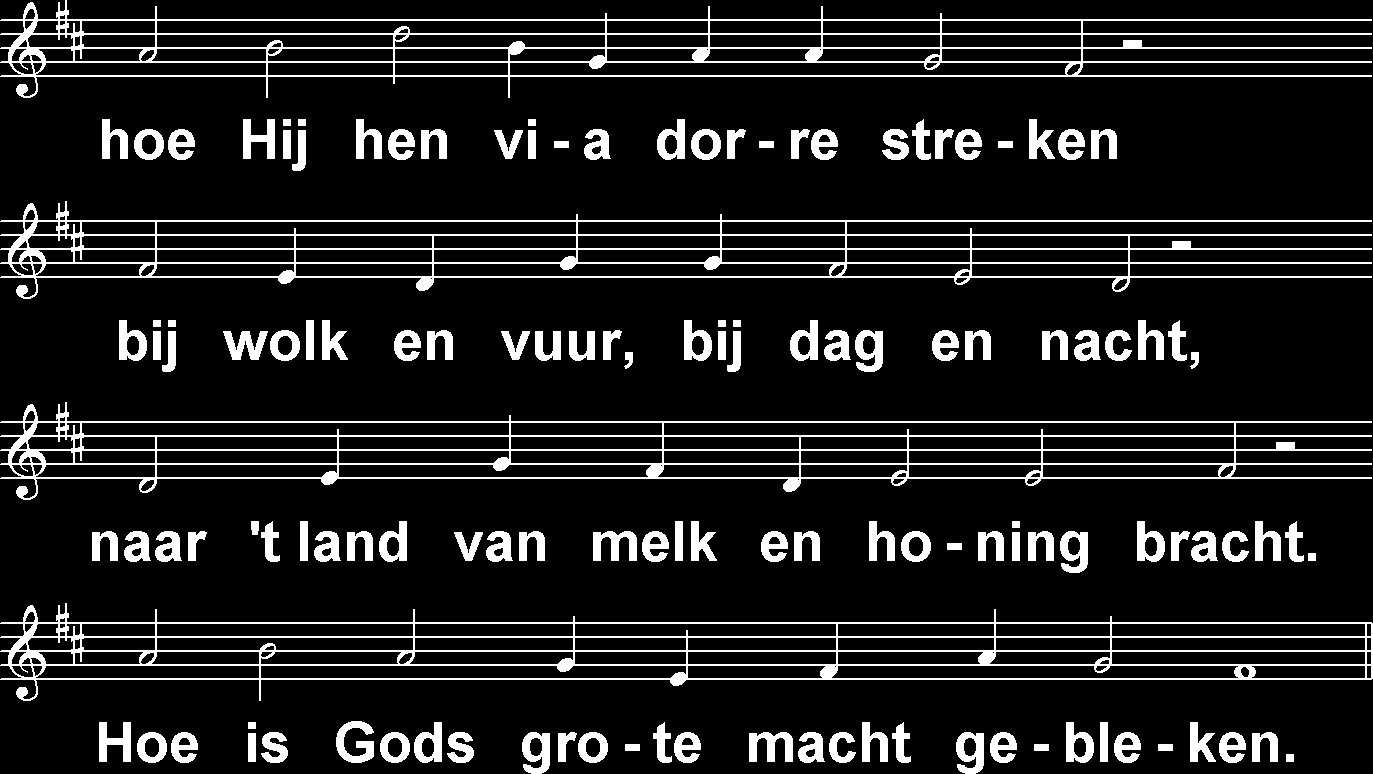 hoe Hij hen vi - a dor - re stre - ken
bij wolk en vuur, bij dag en nacht,
naar 't land van melk en ho - ning bracht.
Hoe is Gods gro - te macht ge - ble - ken.